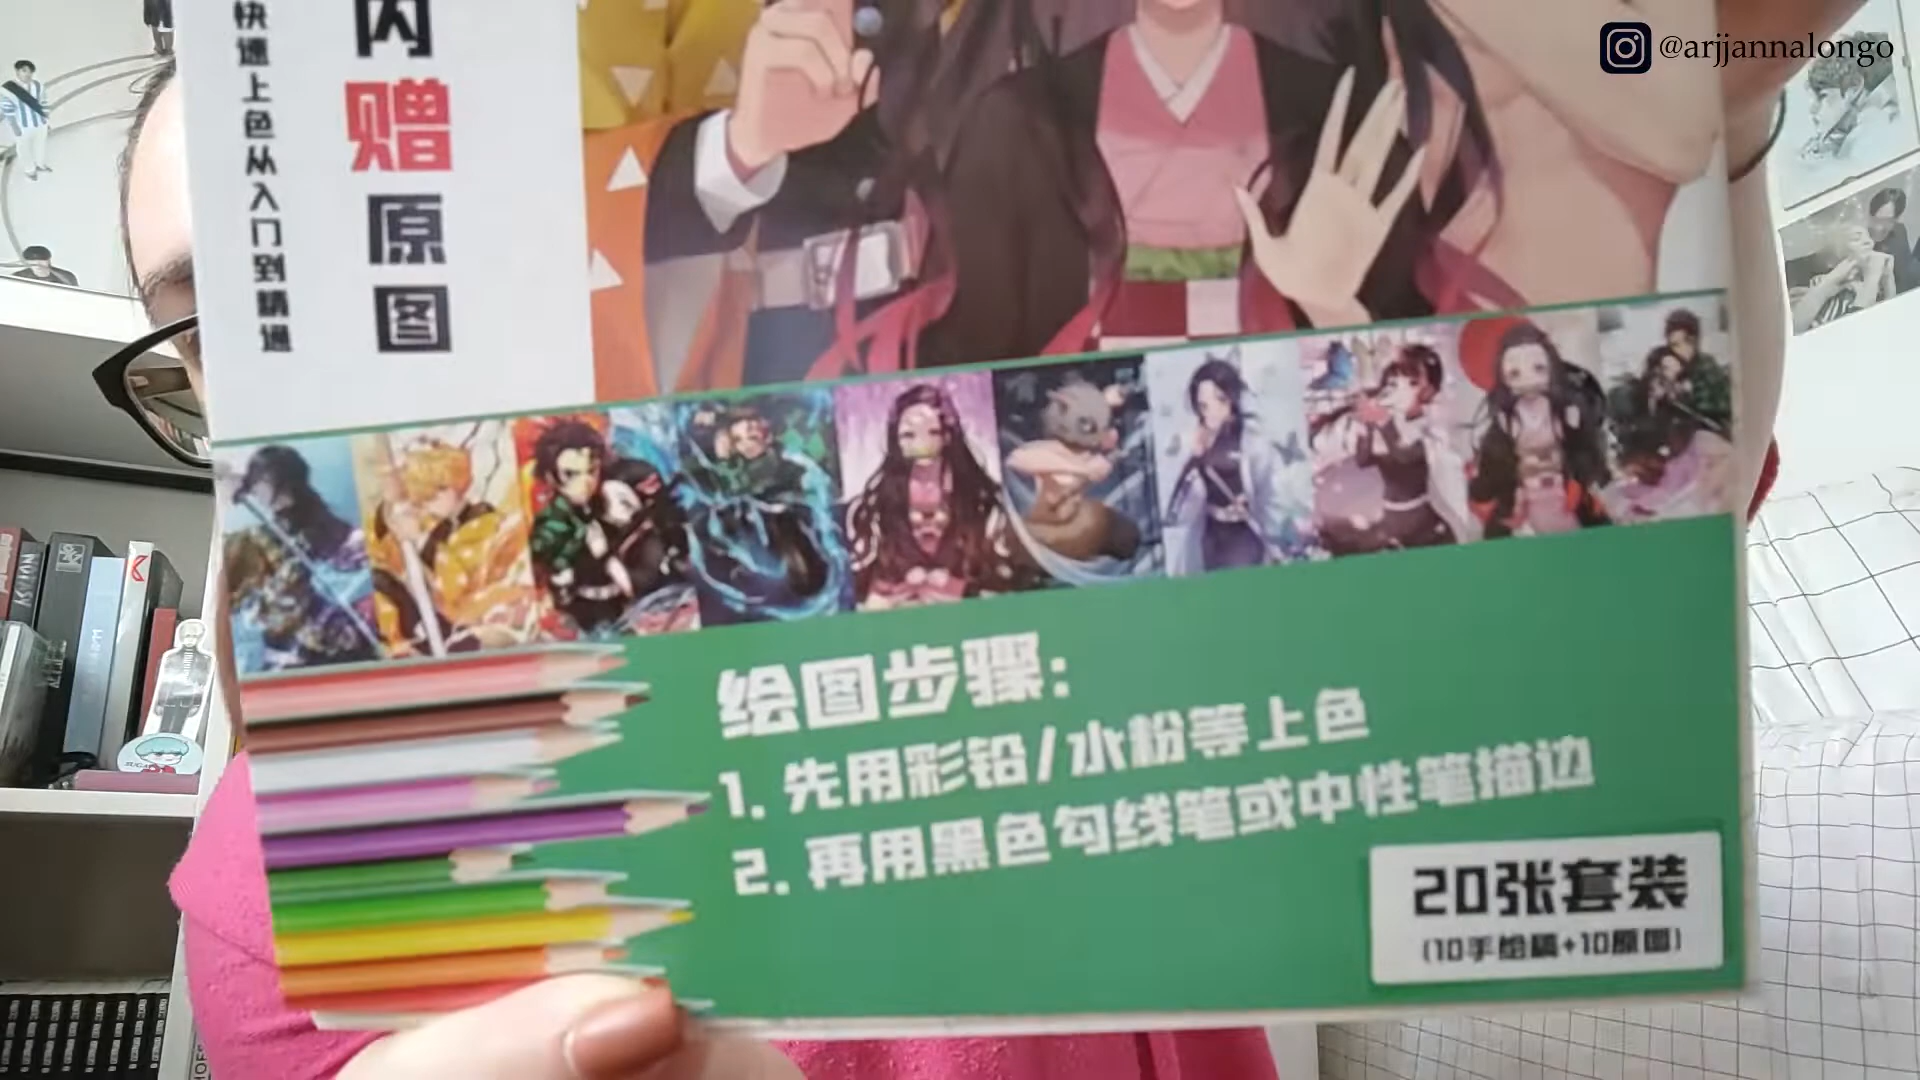 @arjjannalongo
快速上色从入门到精通
内赠原图
绘图步骤:
1. 先用彩铅/水粉等上色
2. 再用黑色勾线笔或中性笔描边
20张套装
(10手绘稿+10原图)
SUGA